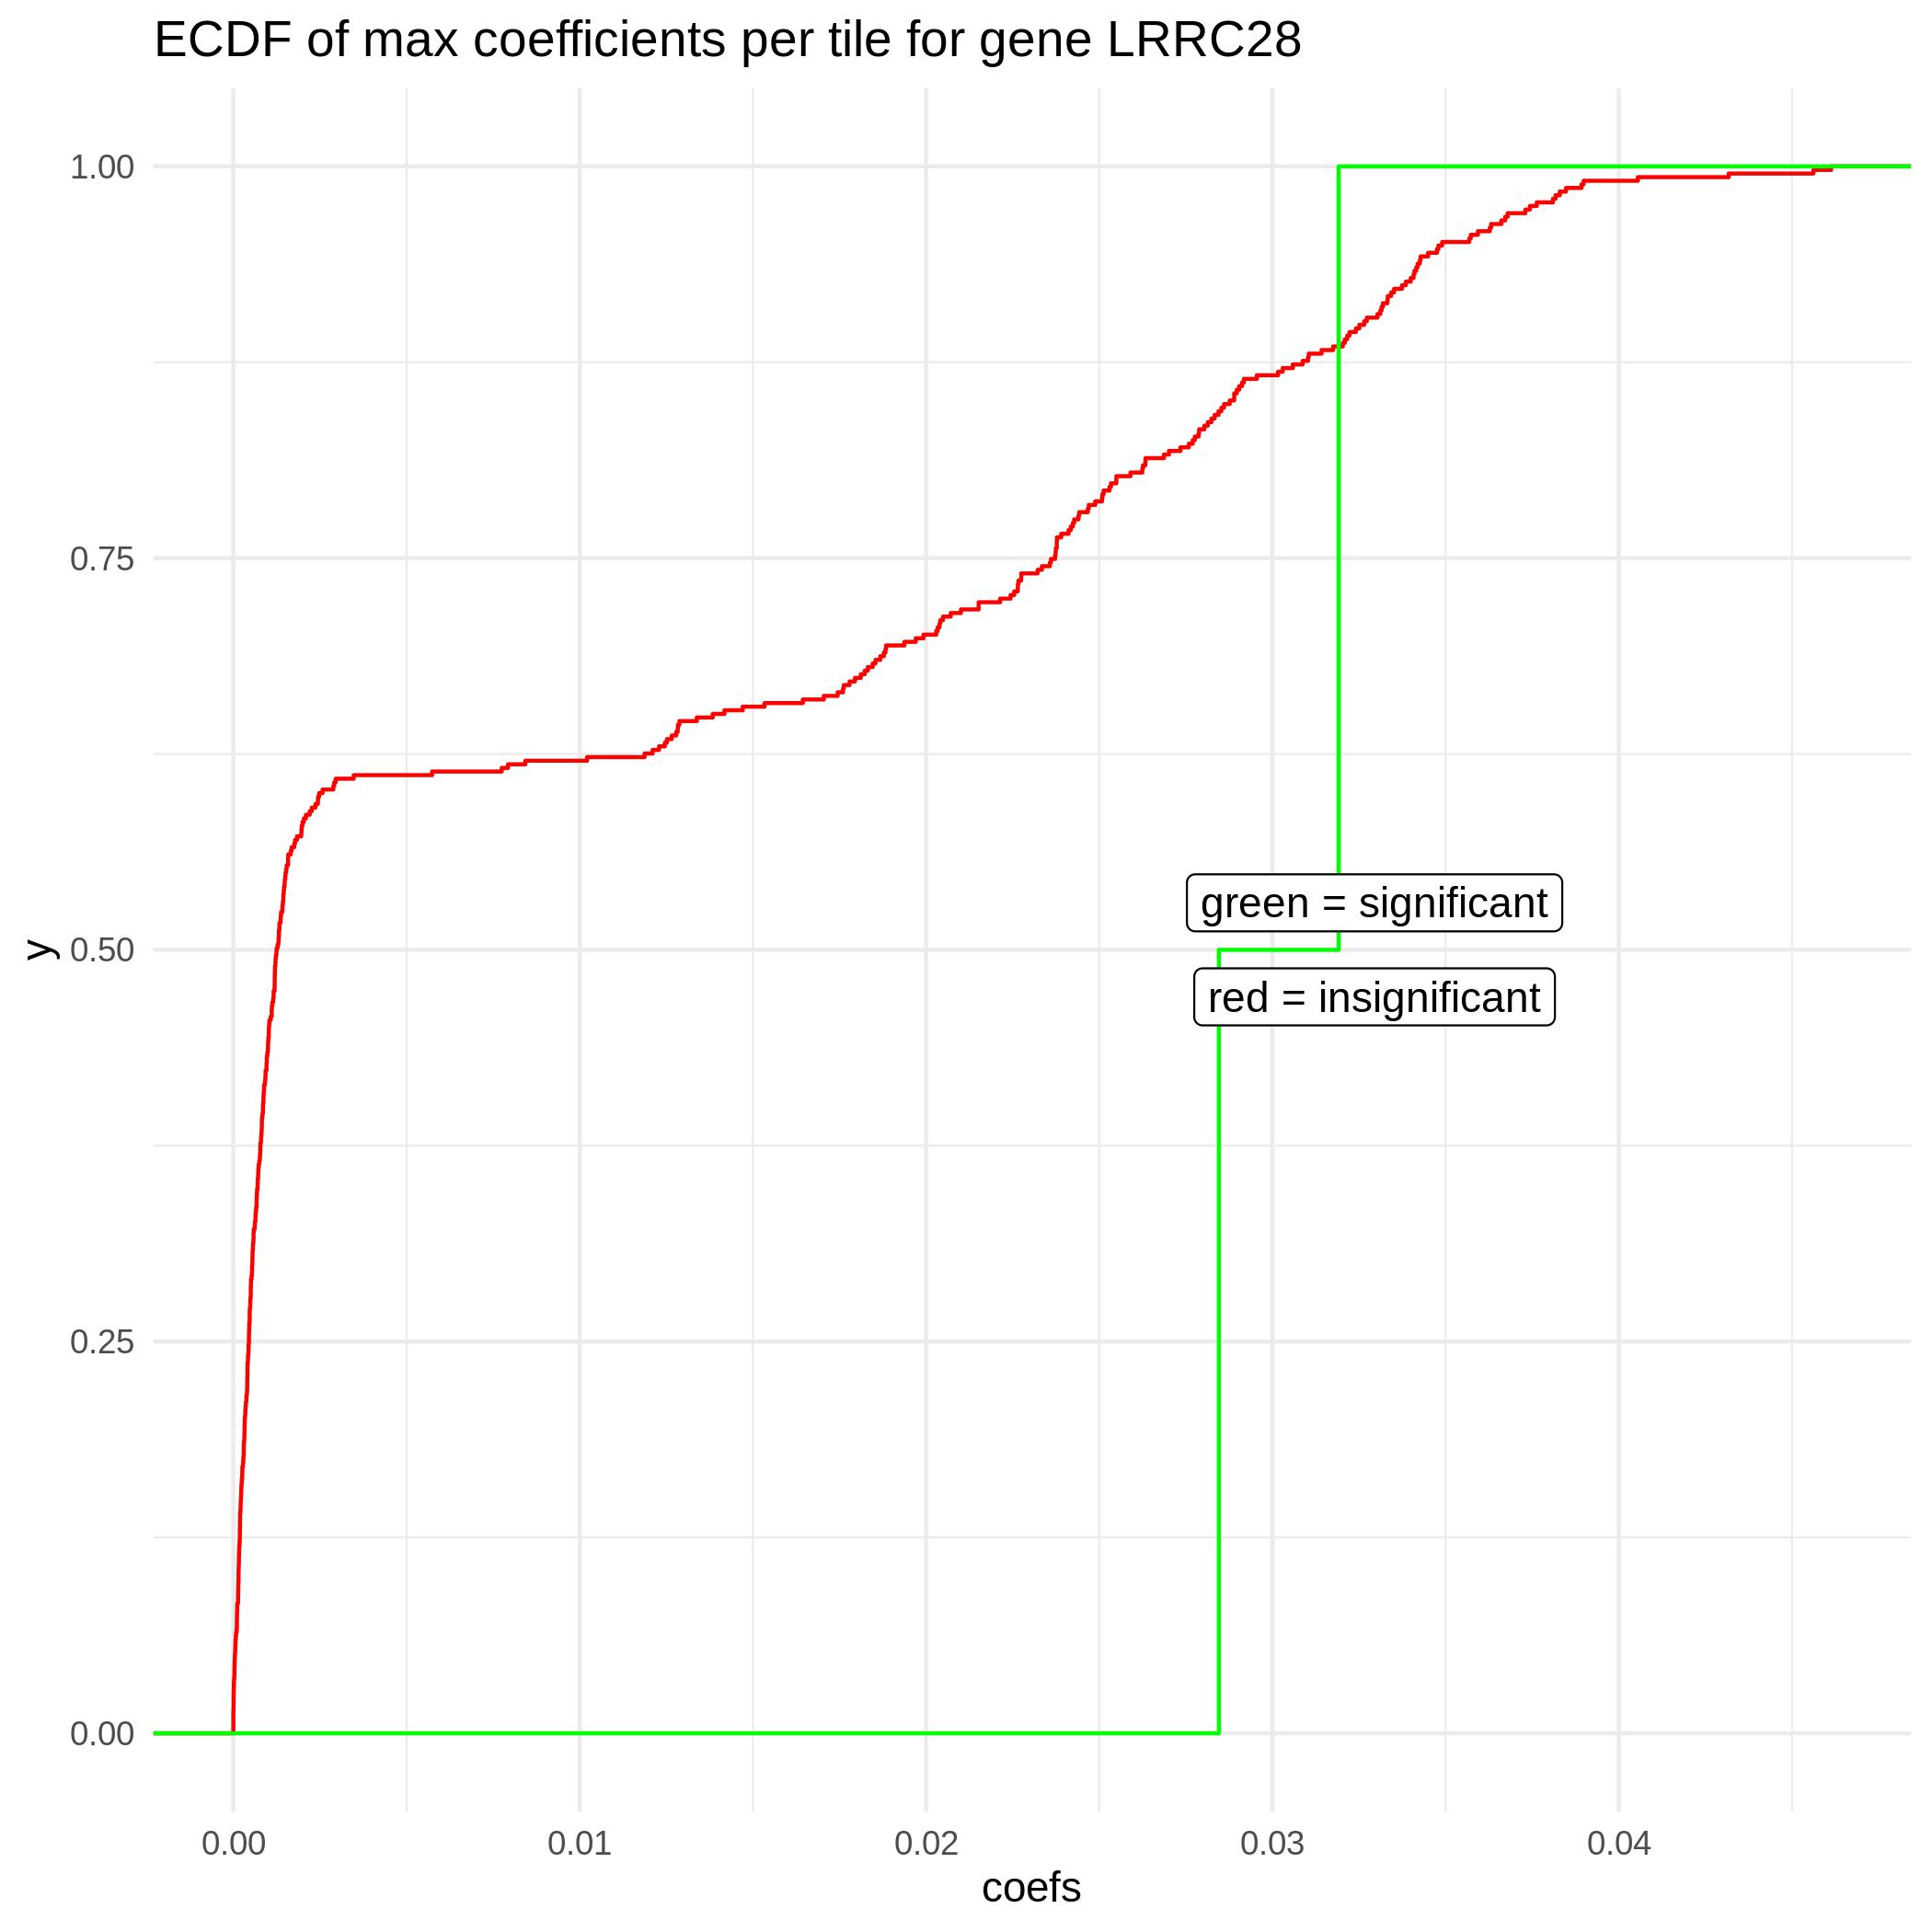 ECDF of max coefficients per tile for gene LRRC28
1.00
0.75
0.50
0.25
0.00
y
green = significant
red = insignificant
0.00 0.01 0.02 0.03 0.04
coefs